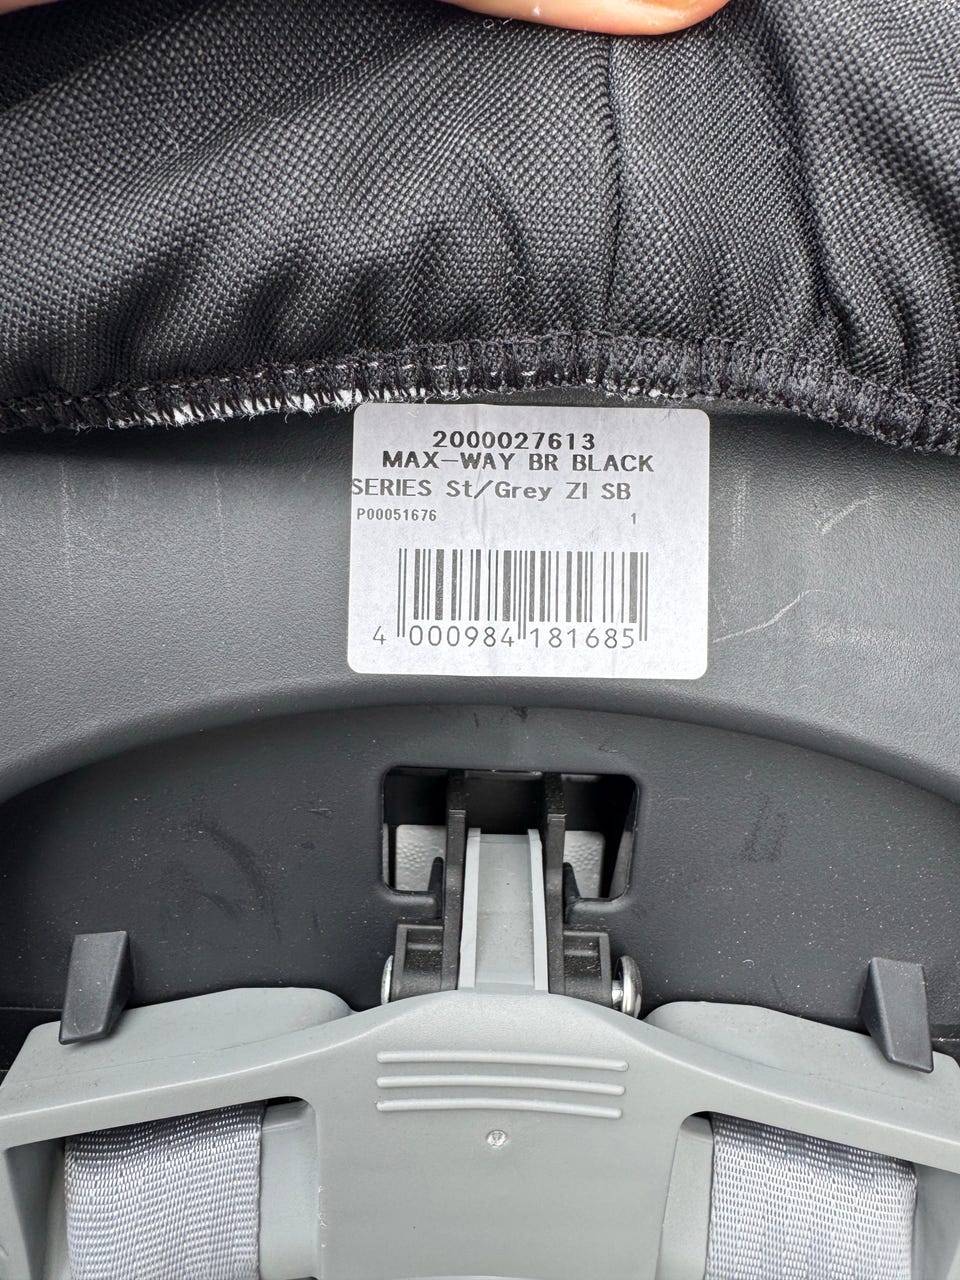 2000027613
MAX-WAY BR BLACK
SERIES St/Grey ZI SB
P00051676 1
4 000984 181685